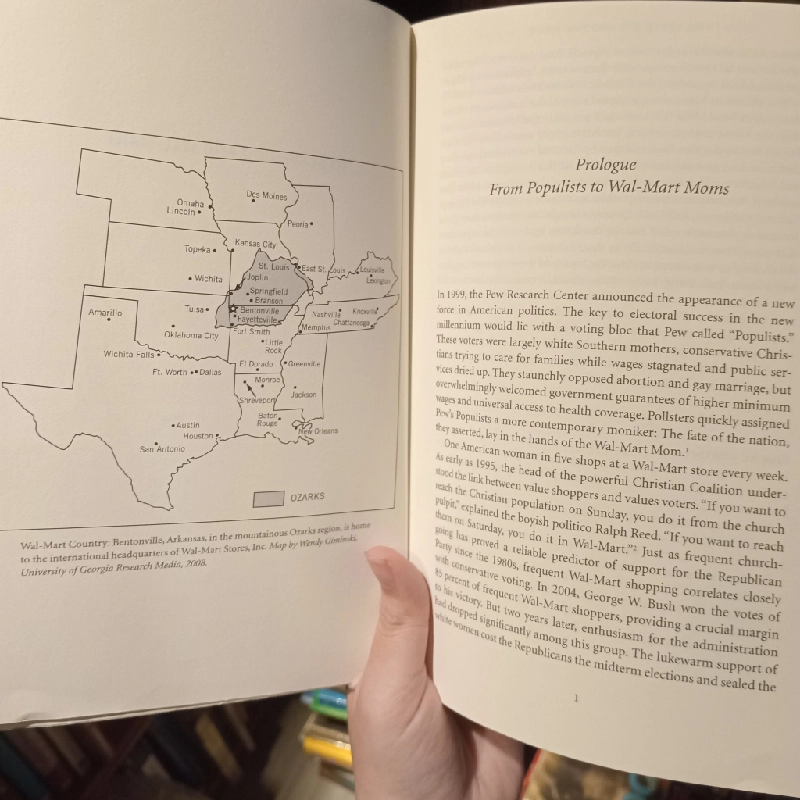 Omaha
Lincoln
Des Moines
Peoria
Topeka
Kansas City
St. Louis
East St. Louis
Louisville
Lexington
Wichita
Joplin
Springfield
Branson
Tulsa
Bentonville
Fayetteville
Nashville
Knoxville
Chattanooga
Amarillo
Oklahoma City
Fort Smith
Memphis
Little
Rock
Wichita Falls
El Dorado
Greenville
Ft. Worth
Dallas
Monroe
Shreveport
Jackson
Austin
Baton
Rouge
New Orleans
Houston
San Antonio
OZARKS
Wal-Mart Country: Bentonville, Arkansas, in the mountainous Ozarks region, is home
to the international headquarters of Wal-Mart Stores, Inc. Map by Wendy Giminski,
University of Georgia Research Media, 2008.
Prologue
From Populists to Wal-Mart Moms
In 1999, the Pew Research Center announced the appearance of a new
force in American politics. The key to electoral success in the new
millennium would lie with a voting bloc that Pew called “Populists.”
These voters were largely white Southern mothers, conservative Chris-
tians trying to care for families while wages stagnated and public ser-
vices dried up. They staunchly opposed abortion and gay marriage, but
overwhelmingly welcomed government guarantees of higher minimum
wages and universal access to health coverage. Pollsters quickly assigned
Pew’s Populists a more contemporary moniker: The fate of the nation,
they asserted, lay in the hands of the Wal-Mart Mom.¹
One American woman in five shops at a Wal-Mart store every week.
As early as 1995, the head of the powerful Christian Coalition under-
stood the link between value shoppers and values voters. “If you want to
reach the Christian population on Sunday, you do it from the church
pulpit,” explained the boyish politico Ralph Reed. “If you want to reach
them on Saturday, you do it in Wal-Mart.”² Just as frequent church-
going has proved a reliable predictor of support for the Republican
Party since the 1980s, frequent Wal-Mart shopping correlates closely
with conservative voting. In 2004, George W. Bush won the votes of
85 percent of frequent Wal-Mart shoppers, providing a crucial margin
to his victory. But two years later, enthusiasm for the administration
had dropped significantly among this group. The lukewarm support of
white women cost the Republicans the midterm elections and sealed the
1